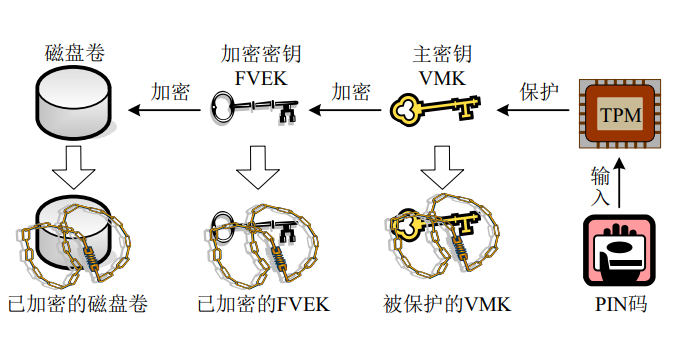 磁盘卷
加密密钥
FVEK
主密钥
VMK
加密
加密
保护
TPM
输入
已加密的磁盘卷
已加密的FVEK
被保护的VMK
PIN码